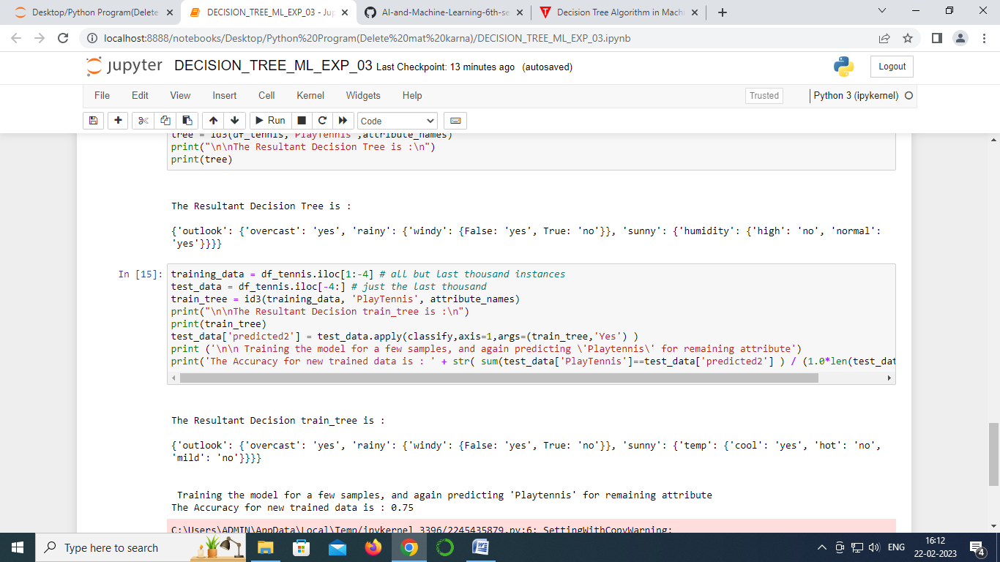 Desktop/Python Program(Delete
DECISION_TREE_ML_EXP_03 - Jup
AI-and-Machine-Learning-6th-se
Decision Tree Algorithm in Machi
localhost:8888/notebooks/Desktop/Python%20Program(Delete%20mat%20karna)/DECISION_TREE_ML_EXP_03.ipynb
jupyter DECISION_TREE_ML_EXP_03 Last Checkpoint: 13 minutes ago (autosaved)
Logout
File Edit View Insert Cell Kernel Widgets Help
Trusted
Python 3 (ipykernel)
Run
Code
tree = id3(df_tennis,'PlayTennis',attribute_names)
print("\n\nThe Resultant Decision Tree is :\n")
print(tree)
The Resultant Decision Tree is :
{'outlook': {'overcast': 'yes', 'rainy': {'windy': {False: 'yes', True: 'no'}}, 'sunny': {'humidity': {'high': 'no', 'normal':
'yes'}}}}
In [15]:
training_data = df_tennis.iloc[1:-4] # all but last thousand instances
test_data = df_tennis.iloc[-4:] # just the last thousand
train_tree = id3(training_data, 'PlayTennis', attribute_names)
print("\n\nThe Resultant Decision train_tree is :\n")
print(train_tree)
test_data['predicted2'] = test_data.apply(classify,axis=1,args=(train_tree,'Yes') )
print ('\n\n Training the model for a few samples, and again predicting \'Playtennis\' for remaining attribute')
print('The Accuracy for new trained data is : ' + str( sum(test_data['PlayTennis']==test_data['predicted2'] ) / (1.0*len(test_dat
The Resultant Decision train_tree is :
{'outlook': {'overcast': 'yes', 'rainy': {'windy': {False: 'yes', True: 'no'}}, 'sunny': {'temp': {'cool': 'yes', 'hot': 'no',
'mild': 'no'}}}}
Training the model for a few samples, and again predicting 'Playtennis' for remaining attribute
The Accuracy for new trained data is : 0.75
C:\Users\ADMIN\AppData\Local\Temp/ipykernel_3396/2245435879.py:6: SettingWithCopyWarning:
Type here to search
ENG
16:12
22-02-2023
4